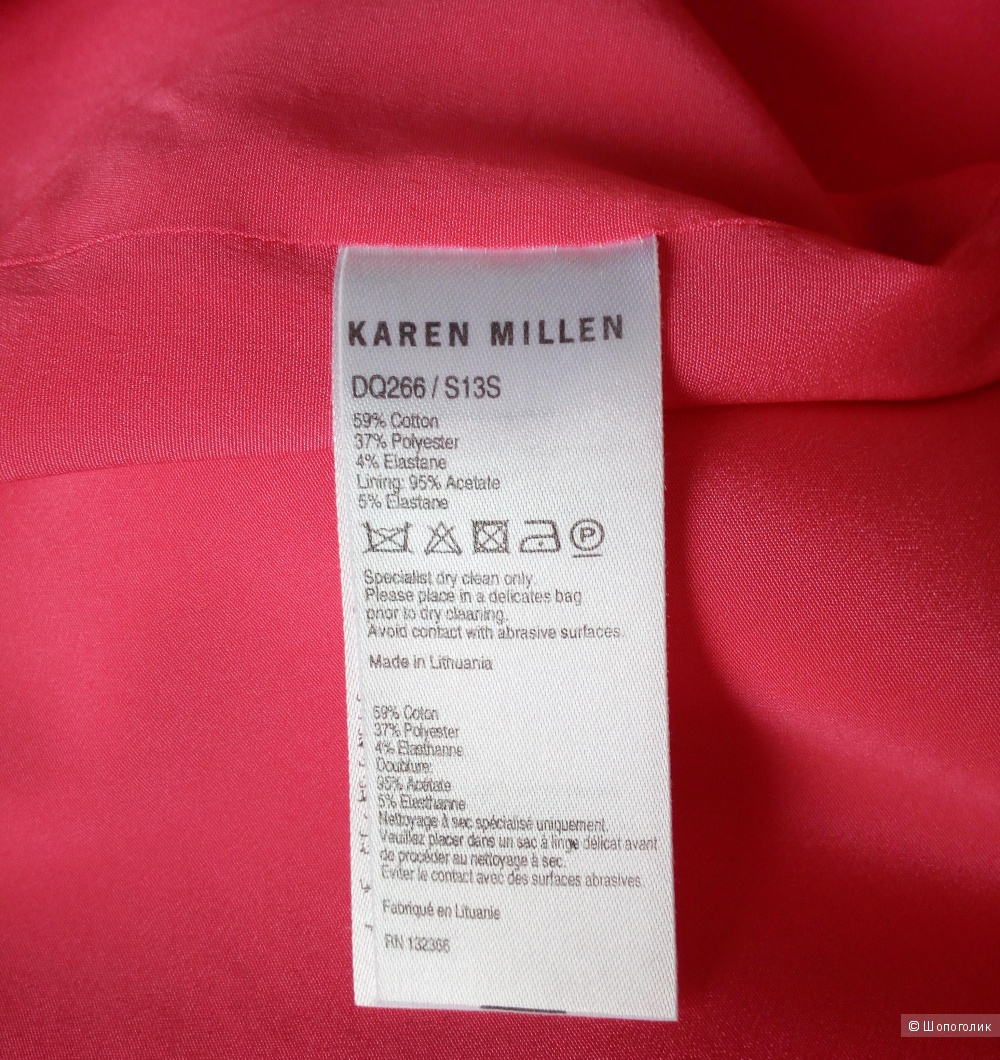 KAREN MILLEN
DQ266 / S13S
59% Cotton
37% Polyester
4% Elastane
Lining: 95% Acetate
5% Elastane
P
Specialist dry clean only.
Please place in a delicates bag
prior to dry cleaning.
Avoid contact with abrasive surfaces.
Made in Lithuania
59% Coton
37% Polyester
4% Elasthanne
Doublure:
95% Acétate
5% Elasthanne
Nettoyage à sec spécialisé uniquement.
Veuillez placer dans un sac à linge délicat avant
de procéder au nettoyage à sec.
Eviter le contact avec des surfaces abrasives.
Fabriqué en Lituanie
RN 132366
© Шопоголик